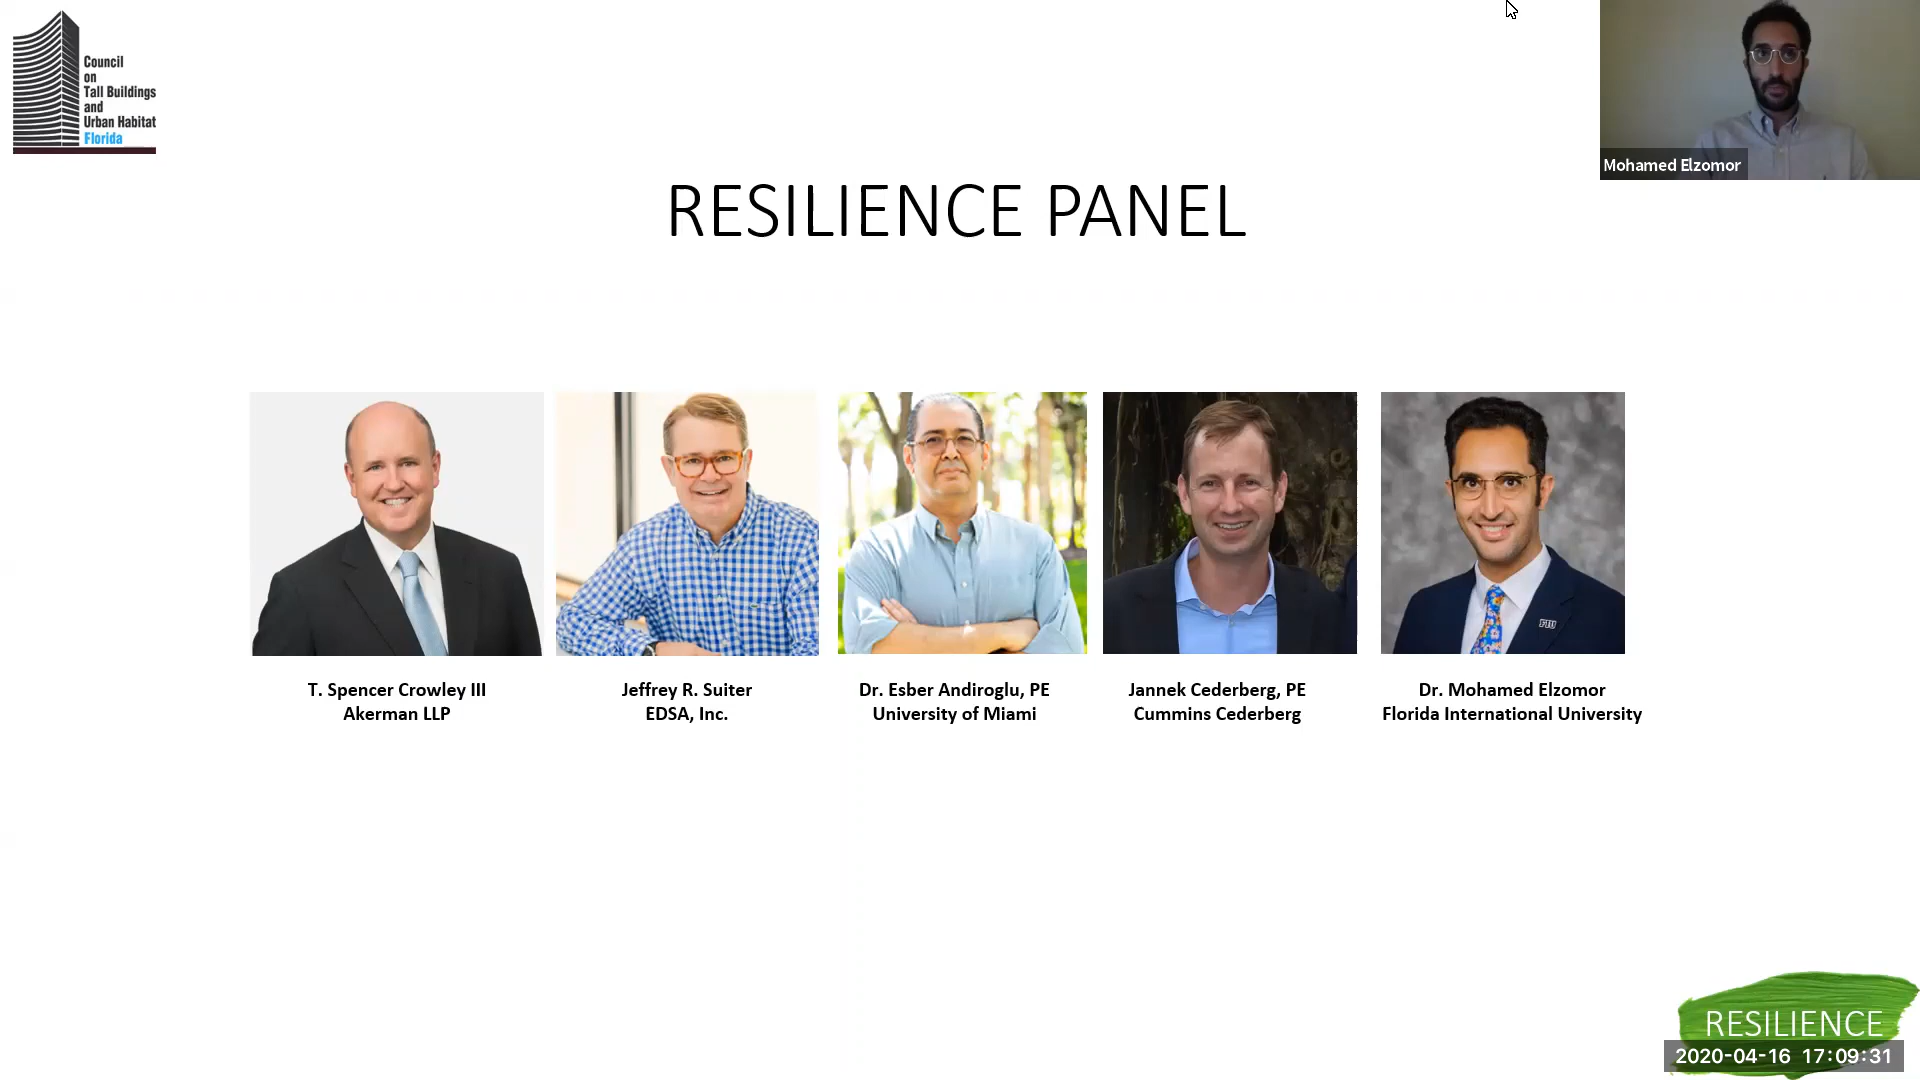 Council
on
Tall Buildings
and
Urban Habitat
Florida
Mohamed Elzomor
RESILIENCE PANEL
FIU
T. Spencer Crowley III
Akerman LLP
Jeffrey R. Suiter
EDSA, Inc.
Dr. Esber Andiroglu, PE
University of Miami
Jannek Cederberg, PE
Cummins Cederberg
Dr. Mohamed Elzomor
Florida International University
RESILIENCE
2020-04-16 17:09:31